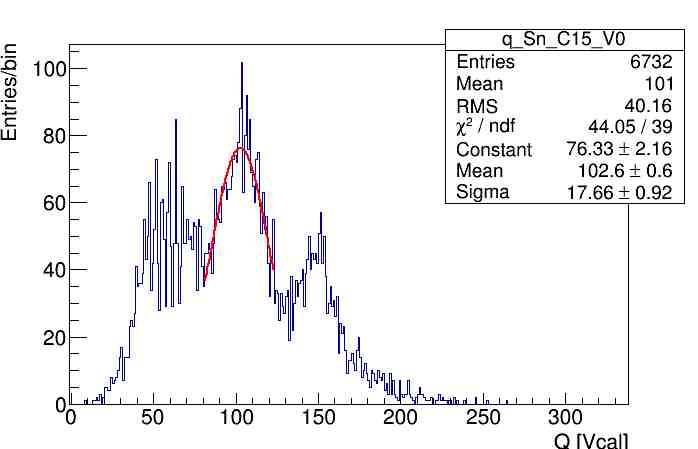 q_Sn_C15_V0
Entries 6732
Mean 101
RMS 40.16
χ² / ndf 44.05 / 39
Constant 76.33 ± 2.16
Mean 102.6 ± 0.6
Sigma 17.66 ± 0.92
Entries/bin
100
80
60
40
20
0
0 50 100 150 200 250 300
Q [Vcal]